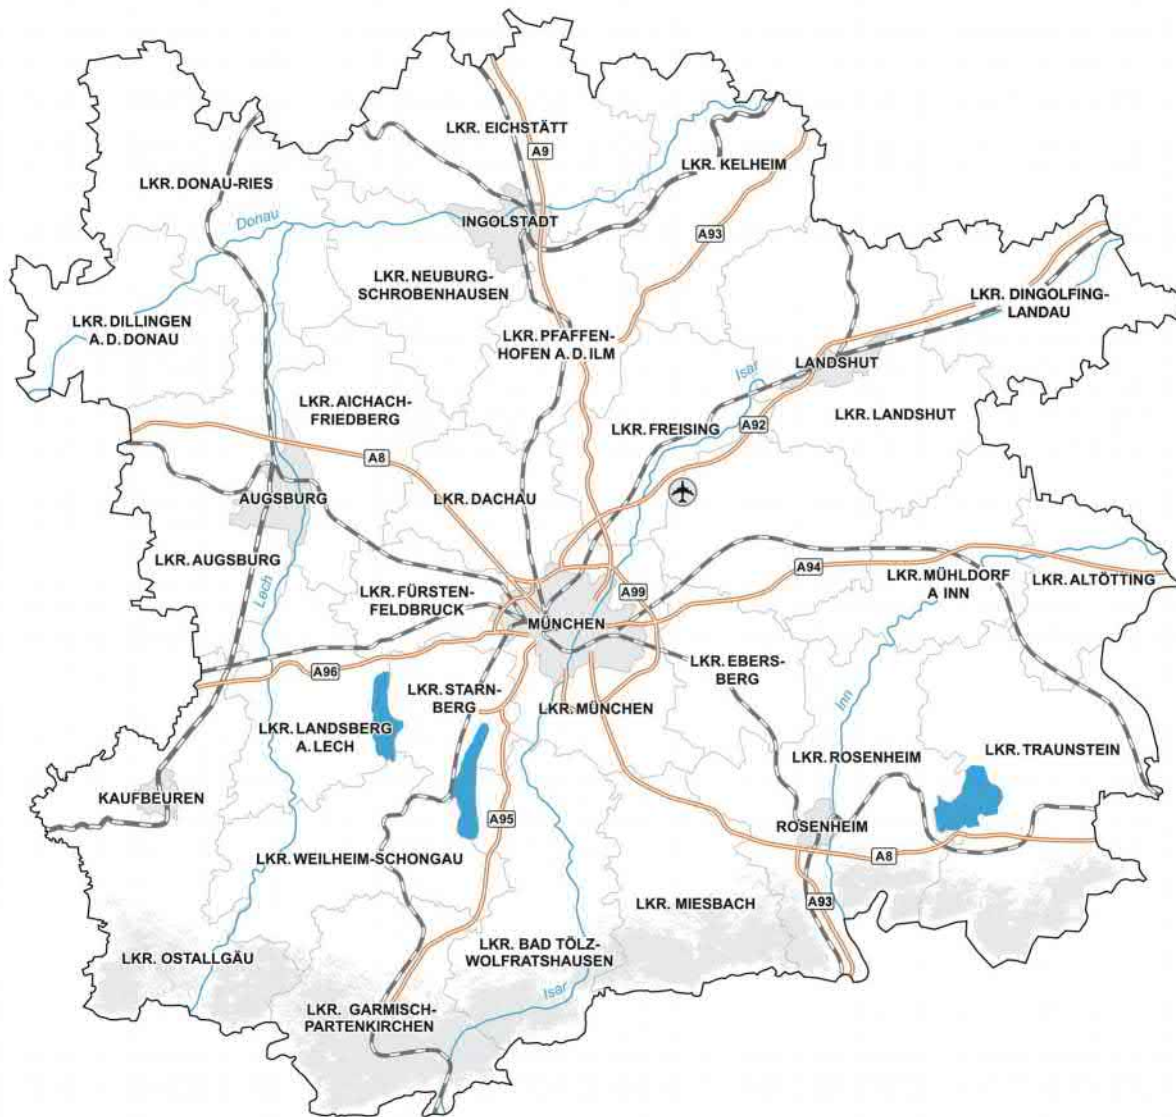 LKR. EICHSTÄTT
A9
LKR. KELHEIM
LKR. DONAU-RIES
Donau
INGOLSTADT
A93
LKR. NEUBURG-
SCHROBENHAUSEN
LKR. DINGOLFING-
LANDAU
LKR. DILLINGEN
A. D. DONAU
LKR. PFAFFEN-
HOFEN A. D. ILM
LANDSHUT
Isar
LKR. AICHACH-
FRIEDBERG
LKR. LANDSHUT
LKR. FREISING
A92
A8
LKR. DACHAU
AUGSBURG
LKR. AUGSBURG
Lech
LKR. FÜRSTEN-
FELDBRUCK
A94
LKR. MÜHLDORF
A INN
LKR. ALTÖTTING
A99
MÜNCHEN
A96
LKR. EBERS-
BERG
LKR. STARN-
BERG
LKR. MÜNCHEN
Inn
LKR. LANDSBERG
A. LECH
LKR. ROSENHEIM
LKR. TRAUNSTEIN
KAUFBEUREN
A95
ROSENHEIM
A8
LKR. WEILHEIM-SCHONGAU
LKR. MIESBACH
A93
LKR. OSTALLGÄU
LKR. BAD TÖLZ-
WOLFRATSHAUSEN
Isar
LKR. GARMISCH-
PARTENKIRCHEN